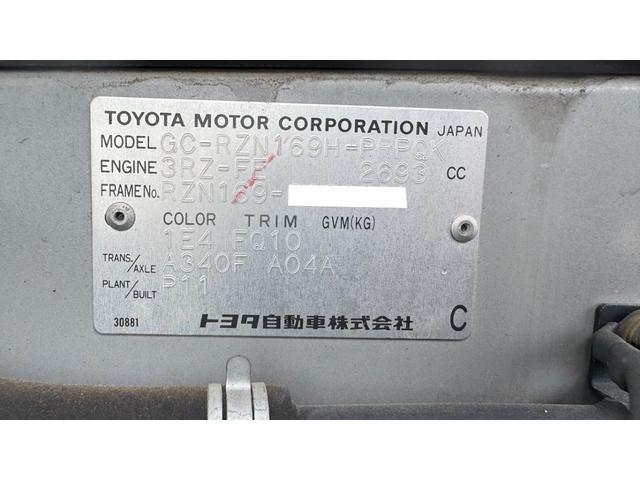 TOYOTA MOTOR CORPORATION JAPAN
MODEL GC-RZN169H-PRPQK
ENGINE 3RZ-FE 2693 CC
FRAME No. RZN169-
COLOR TRIM GVM(KG)
1E4 FQ10
TRANS./AXLE A340F A04A
PLANT/BUILT P11
30881 トヨタ自動車株式会社 C